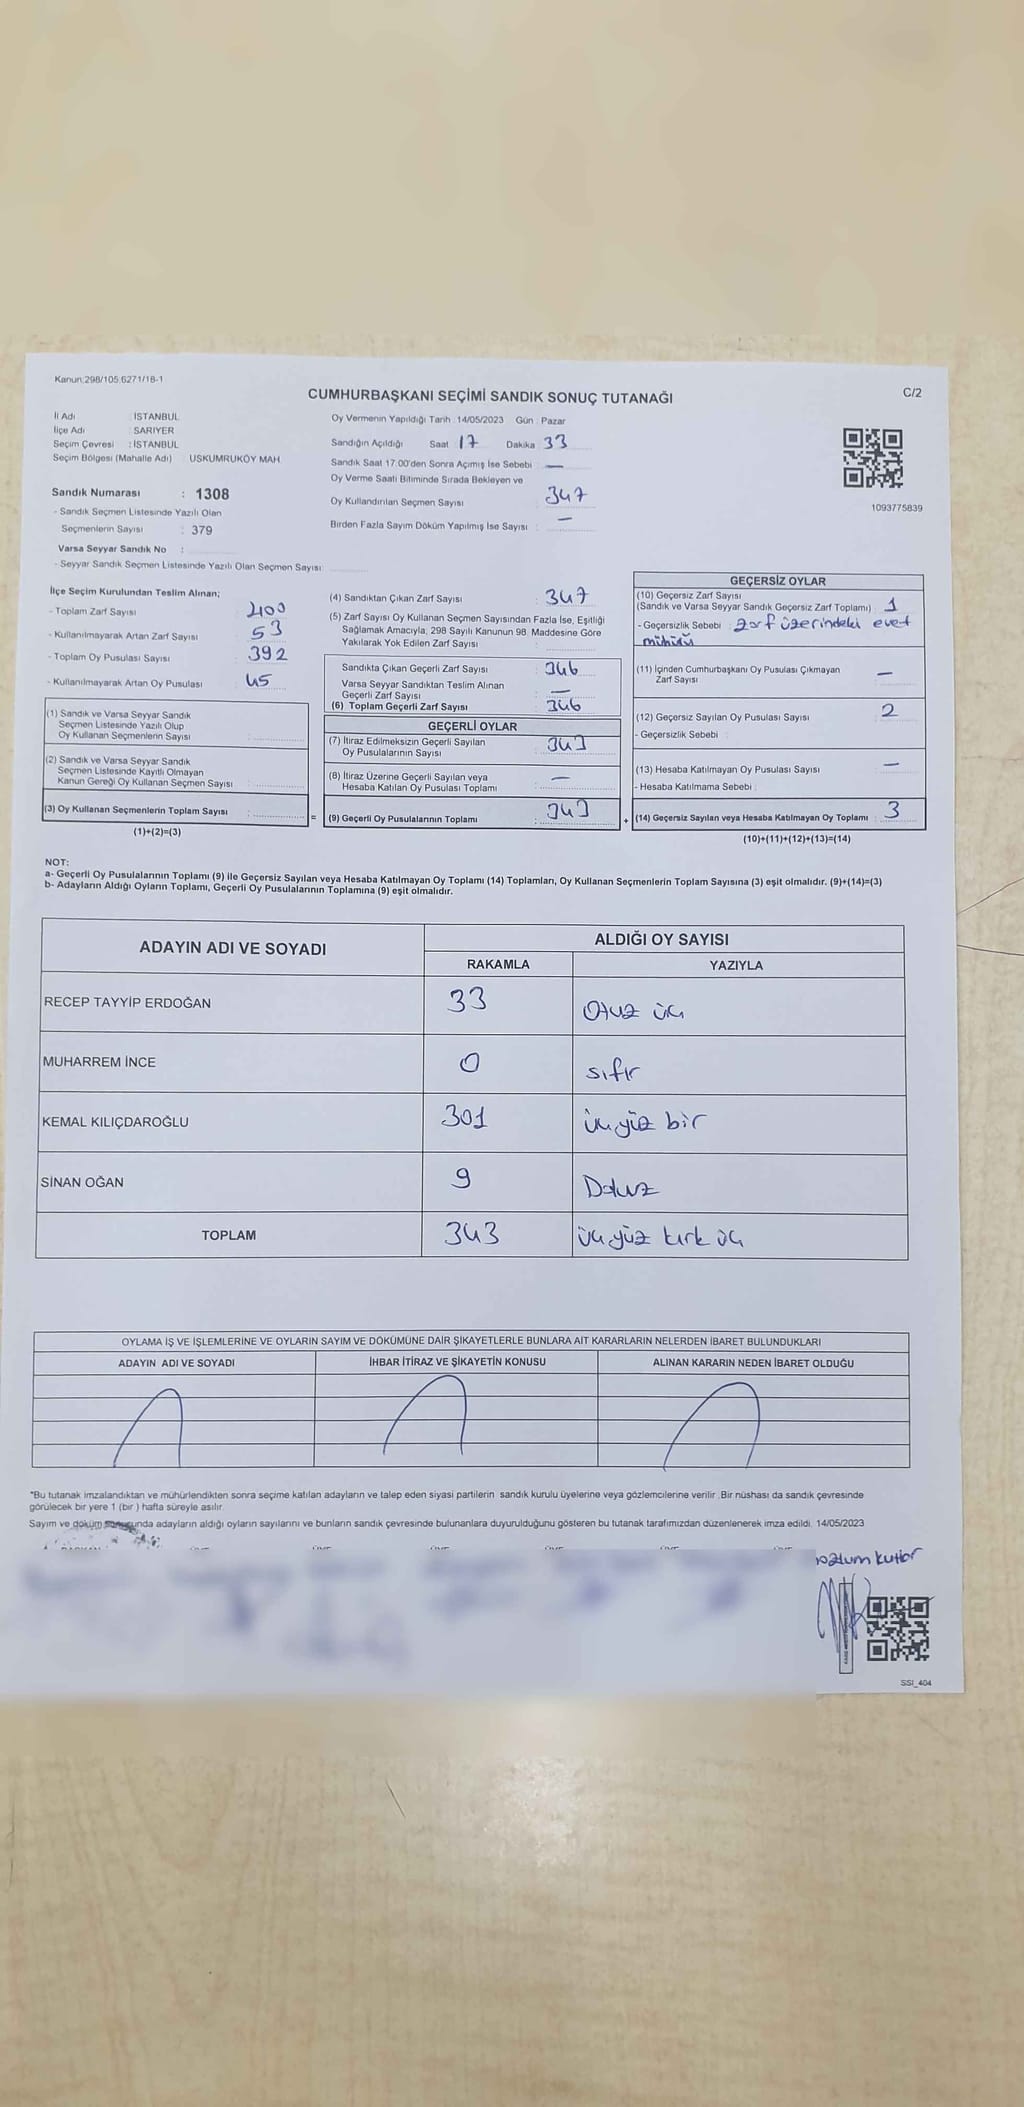 Kanun:298/105,6271/18-1
C/2
CUMHURBAŞKANI SEÇİMİ SANDIK SONUÇ TUTANAĞI
İl Adı : İSTANBUL
İlçe Adı : SARIYER
Seçim Çevresi : İSTANBUL
Seçim Bölgesi (Mahalle Adı) : USKUMRUKÖY MAH.
Sandık Numarası : 1308
- Sandık Seçmen Listesinde Yazılı Olan
Seçmenlerin Sayısı : 379
Varsa Seyyar Sandık No :
- Seyyar Sandık Seçmen Listesinde Yazılı Olan Seçmen Sayısı:
Oy Vermenin Yapıldığı Tarih : 14/05/2023 Gün : Pazar
Sandığın Açıldığı Saat 17 Dakika 33
Sandık Saat 17:00'den Sonra Açılmış İse Sebebi : —
Oy Verme Saati Bitiminde Sırada Bekleyen ve
Oy Kullandırılan Seçmen Sayısı : 347
Birden Fazla Sayım Döküm Yapılmış İse Sayısı : —
1093775839
İlçe Seçim Kurulundan Teslim Alınan;
- Toplam Zarf Sayısı : 400
- Kullanılmayarak Artan Zarf Sayısı : 53
- Toplam Oy Pusulası Sayısı : 392
- Kullanılmayarak Artan Oy Pusulası : 45
(1) Sandık ve Varsa Seyyar Sandık
Seçmen Listesinde Yazılı Olup
Oy Kullanan Seçmenlerin Sayısı :
(2) Sandık ve Varsa Seyyar Sandık
Seçmen Listesinde Kayıtlı Olmayan
Kanun Gereği Oy Kullanan Seçmen Sayısı :
(3) Oy Kullanan Seçmenlerin Toplam Sayısı :
(1)+(2)=(3)
(4) Sandıktan Çıkan Zarf Sayısı : 347
(5) Zarf Sayısı Oy Kullanan Seçmen Sayısından Fazla İse, Eşitliği
Sağlamak Amacıyla, 298 Sayılı Kanunun 98. Maddesine Göre
Yakılarak Yok Edilen Zarf Sayısı :
Sandıkta Çıkan Geçerli Zarf Sayısı : 346
Varsa Seyyar Sandıktan Teslim Alınan
Geçerli Zarf Sayısı : —
(6) Toplam Geçerli Zarf Sayısı : 346
GEÇERLİ OYLAR
(7) İtiraz Edilmeksizin Geçerli Sayılan
Oy Pusulalarının Sayısı : 343
(8) İtiraz Üzerine Geçerli Sayılan veya
Hesaba Katılan Oy Pusulası Toplamı : —
= (9) Geçerli Oy Pusulalarının Toplamı : 343 +
GEÇERSİZ OYLAR
(10) Geçersiz Zarf Sayısı
(Sandık ve Varsa Seyyar Sandık Geçersiz Zarf Toplamı) : 1
- Geçersizlik Sebebi : zarf üzerindeki evet
mühürü
(11) İçinden Cumhurbaşkanı Oy Pusulası Çıkmayan
Zarf Sayısı : —
(12) Geçersiz Sayılan Oy Pusulası Sayısı : 2
- Geçersizlik Sebebi :
(13) Hesaba Katılmayan Oy Pusulası Sayısı : —
- Hesaba Katılmama Sebebi :
(14) Geçersiz Sayılan veya Hesaba Katılmayan Oy Toplamı : 3
(10)+(11)+(12)+(13)=(14)
NOT:
a- Geçerli Oy Pusulalarının Toplamı (9) ile Geçersiz Sayılan veya Hesaba Katılmayan Oy Toplamı (14) Toplamları, Oy Kullanan Seçmenlerin Toplam Sayısına (3) eşit olmalıdır. (9)+(14)=(3)
b- Adayların Aldığı Oyların Toplamı, Geçerli Oy Pusulalarının Toplamına (9) eşit olmalıdır.
ADAYIN ADI VE SOYADI
ALDIĞI OY SAYISI
RAKAMLA YAZIYLA
RECEP TAYYİP ERDOĞAN 33 Otuz üç
MUHARREM İNCE 0 sıfır
KEMAL KILIÇDAROĞLU 301 üçyüz bir
SİNAN OĞAN 9 Dokuz
TOPLAM 343 üçyüz kırk üç
OYLAMA İŞ VE İŞLEMLERİNE VE OYLARIN SAYIM VE DÖKÜMÜNE DAİR ŞİKAYETLERLE BUNLARA AİT KARARLARIN NELERDEN İBARET BULUNDUKLARI
ADAYIN ADI VE SOYADI İHBAR İTİRAZ VE ŞİKAYETİN KONUSU ALINAN KARARIN NEDEN İBARET OLDUĞU
*Bu tutanak imzalandıktan ve mühürlendikten sonra seçime katılan adayların ve talep eden siyasi partilerin sandık kurulu üyelerine veya gözlemcilerine verilir. Bir nüshası da sandık çevresinde
görülecek bir yere 1 (bir ) hafta süreyle asılır.
Sayım ve döküm adayların aldığı oyların sayılarını ve bunların sandık çevresinde bulunanlara duyurulduğunu gösteren bu tutanak tarafımızdan düzenlenerek imza edildi. 14/05/2023
SSI_404